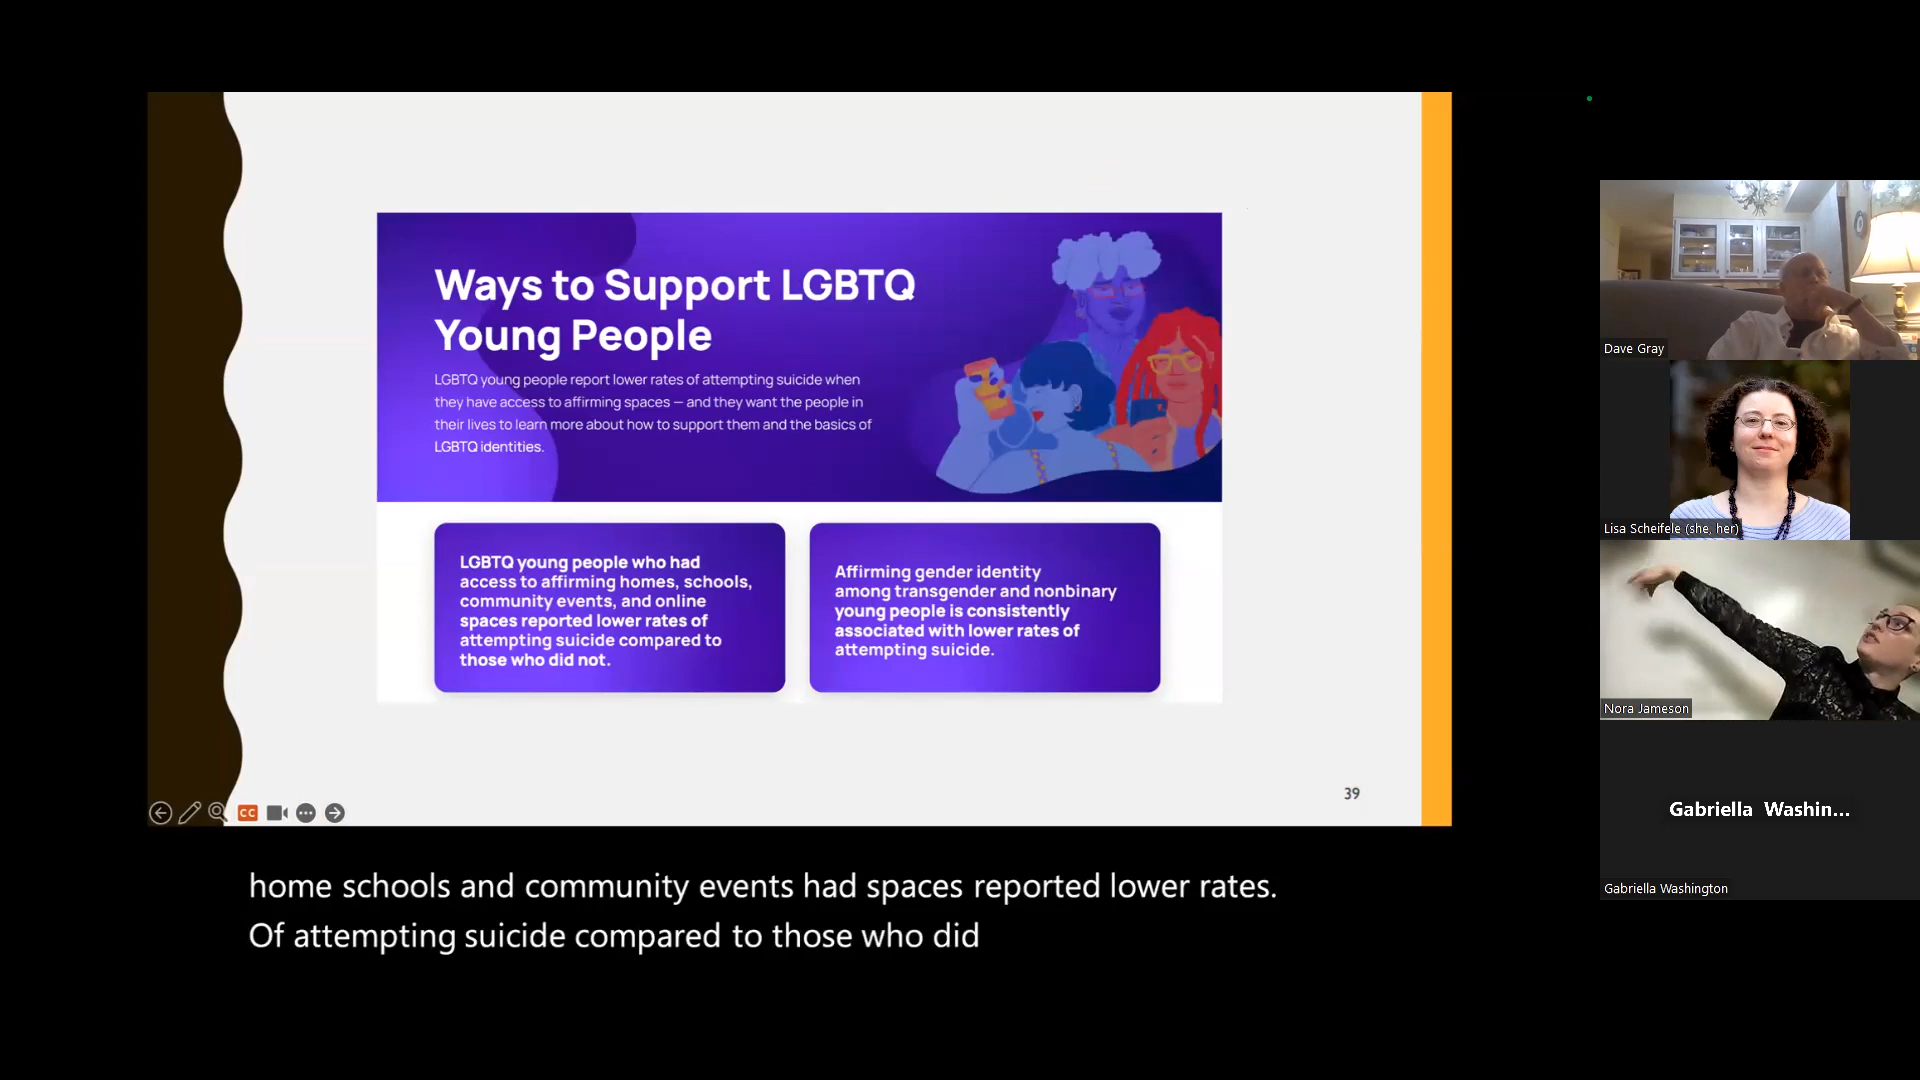 Ways to Support LGBTQ
Young People
LGBTQ young people report lower rates of attempting suicide when
they have access to affirming spaces — and they want the people in
their lives to learn more about how to support them and the basics of
LGBTQ identities.
LGBTQ young people who had
access to affirming homes, schools,
community events, and online
spaces reported lower rates of
attempting suicide compared to
those who did not.
Affirming gender identity
among transgender and nonbinary
young people is consistently
associated with lower rates of
attempting suicide.
39
CC
home schools and community events had spaces reported lower rates.
Of attempting suicide compared to those who did
Dave Gray
Lisa Scheifele (she, her)
Nora Jameson
Gabriella Washin...
Gabriella Washington